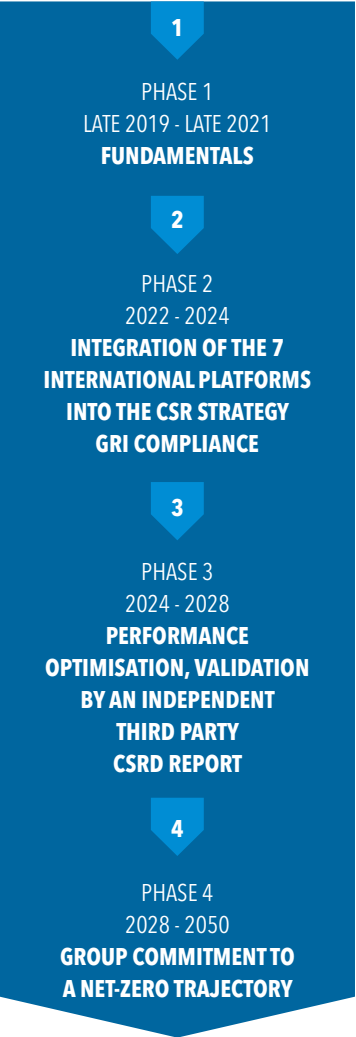 1
PHASE 1
LATE 2019 - LATE 2021
FUNDAMENTALS
2
PHASE 2
2022 - 2024
INTEGRATION OF THE 7
INTERNATIONAL PLATFORMS
INTO THE CSR STRATEGY
GRI COMPLIANCE
3
PHASE 3
2024 - 2028
PERFORMANCE
OPTIMISATION, VALIDATION
BY AN INDEPENDENT
THIRD PARTY
CSRD REPORT
4
PHASE 4
2028 - 2050
GROUP COMMITMENT TO
A NET-ZERO TRAJECTORY